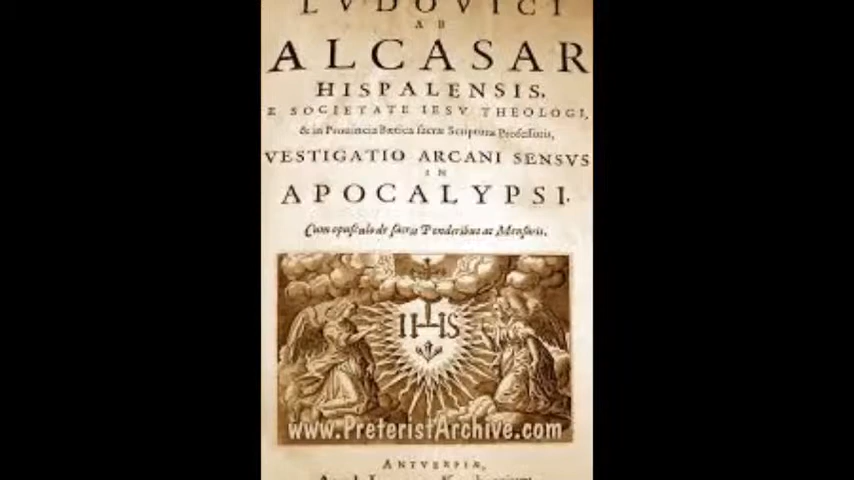 LVDOVICI
AB
ALCASAR
HISPALENSIS,
E SOCIETATE IESV THEOLOGI,
& in Prouincia Bætica sacræ Scripturæ Professoris,
VESTIGATIO ARCANI SENSVS
IN
APOCALYPSI.
Cum opusculo de sacris Ponderibus ac Mensuris.
IHS
www.PreteristArchive.com
ANTVERPIÆ,